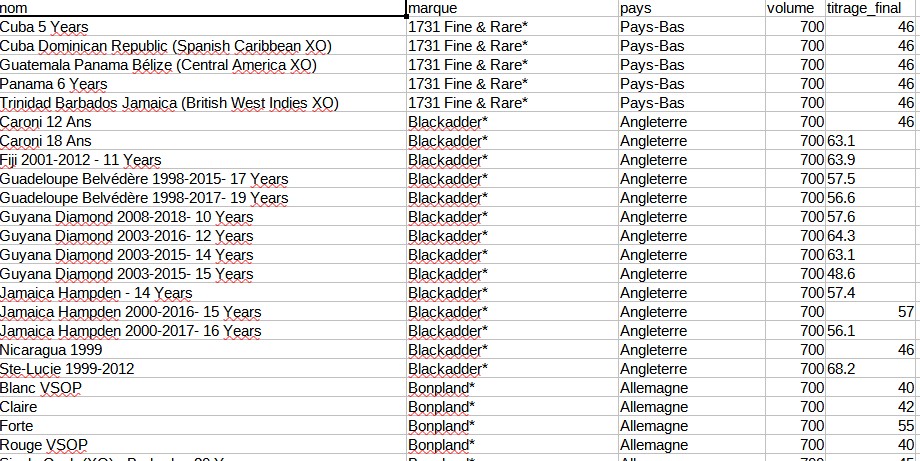 nom marque pays volume titrage_final
Cuba 5 Years 1731 Fine & Rare* Pays-Bas 700 46
Cuba Dominican Republic (Spanish Caribbean XO) 1731 Fine & Rare* Pays-Bas 700 46
Guatemala Panama Bélize (Central America XO) 1731 Fine & Rare* Pays-Bas 700 46
Panama 6 Years 1731 Fine & Rare* Pays-Bas 700 46
Trinidad Barbados Jamaica (British West Indies XO) 1731 Fine & Rare* Pays-Bas 700 46
Caroni 12 Ans Blackadder* Angleterre 700 46
Caroni 18 Ans Blackadder* Angleterre 700 63.1
Fiji 2001-2012 - 11 Years Blackadder* Angleterre 700 63.9
Guadeloupe Belvédère 1998-2015- 17 Years Blackadder* Angleterre 700 57.5
Guadeloupe Belvédère 1998-2017- 19 Years Blackadder* Angleterre 700 56.6
Guyana Diamond 2008-2018- 10 Years Blackadder* Angleterre 700 57.6
Guyana Diamond 2003-2016- 12 Years Blackadder* Angleterre 700 64.3
Guyana Diamond 2003-2015- 14 Years Blackadder* Angleterre 700 63.1
Guyana Diamond 2003-2015- 15 Years Blackadder* Angleterre 700 48.6
Jamaica Hampden - 14 Years Blackadder* Angleterre 700 57.4
Jamaica Hampden 2000-2016- 15 Years Blackadder* Angleterre 700 57
Jamaica Hampden 2000-2017- 16 Years Blackadder* Angleterre 700 56.1
Nicaragua 1999 Blackadder* Angleterre 700 46
Ste-Lucie 1999-2012 Blackadder* Angleterre 700 68.2
Blanc VSOP Bonpland* Allemagne 700 40
Claire Bonpland* Allemagne 700 42
Forte Bonpland* Allemagne 700 55
Rouge VSOP Bonpland* Allemagne 700 40